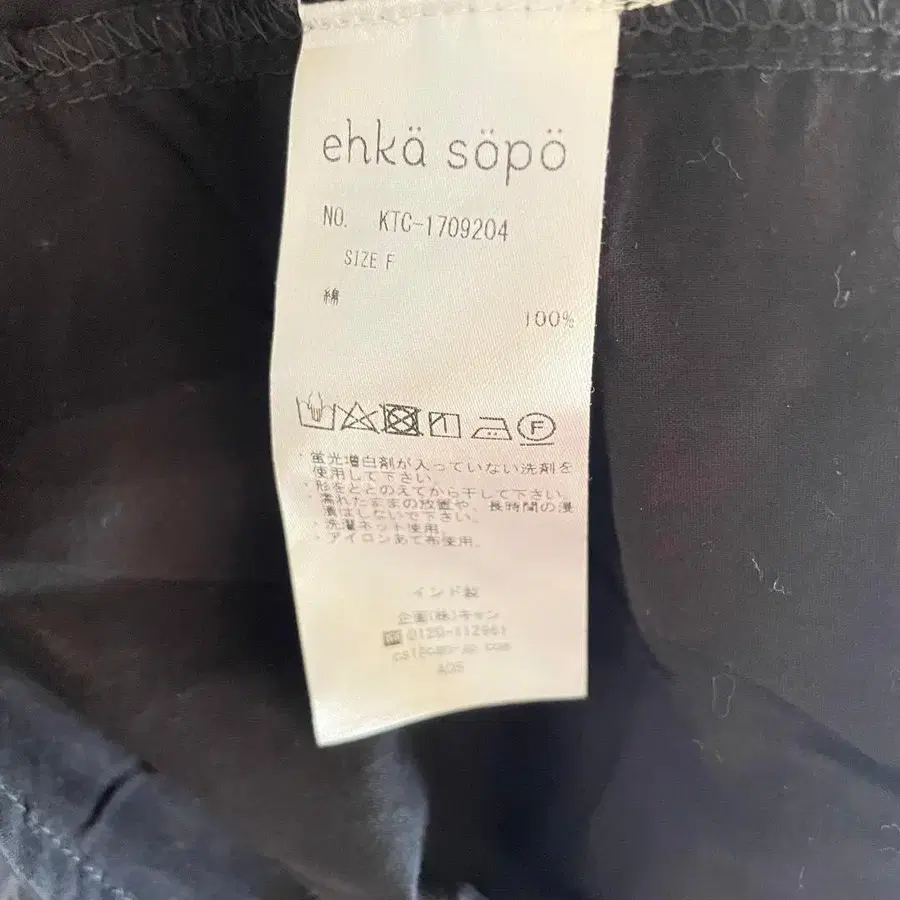 ehkä söpö
NO. KTC-1709204
SIZE F
綿
100%
F
・蛍光増白剤が入っていない洗剤を
使用して下さい。
・形をととのえてから干して下さい。
・濡れたままの放置や、長時間の浸
漬はしないで下さい。
・洗濯ネット使用。
・アイロンあて布使用。
インド製
企画(株)キャン
0120-112961
A05